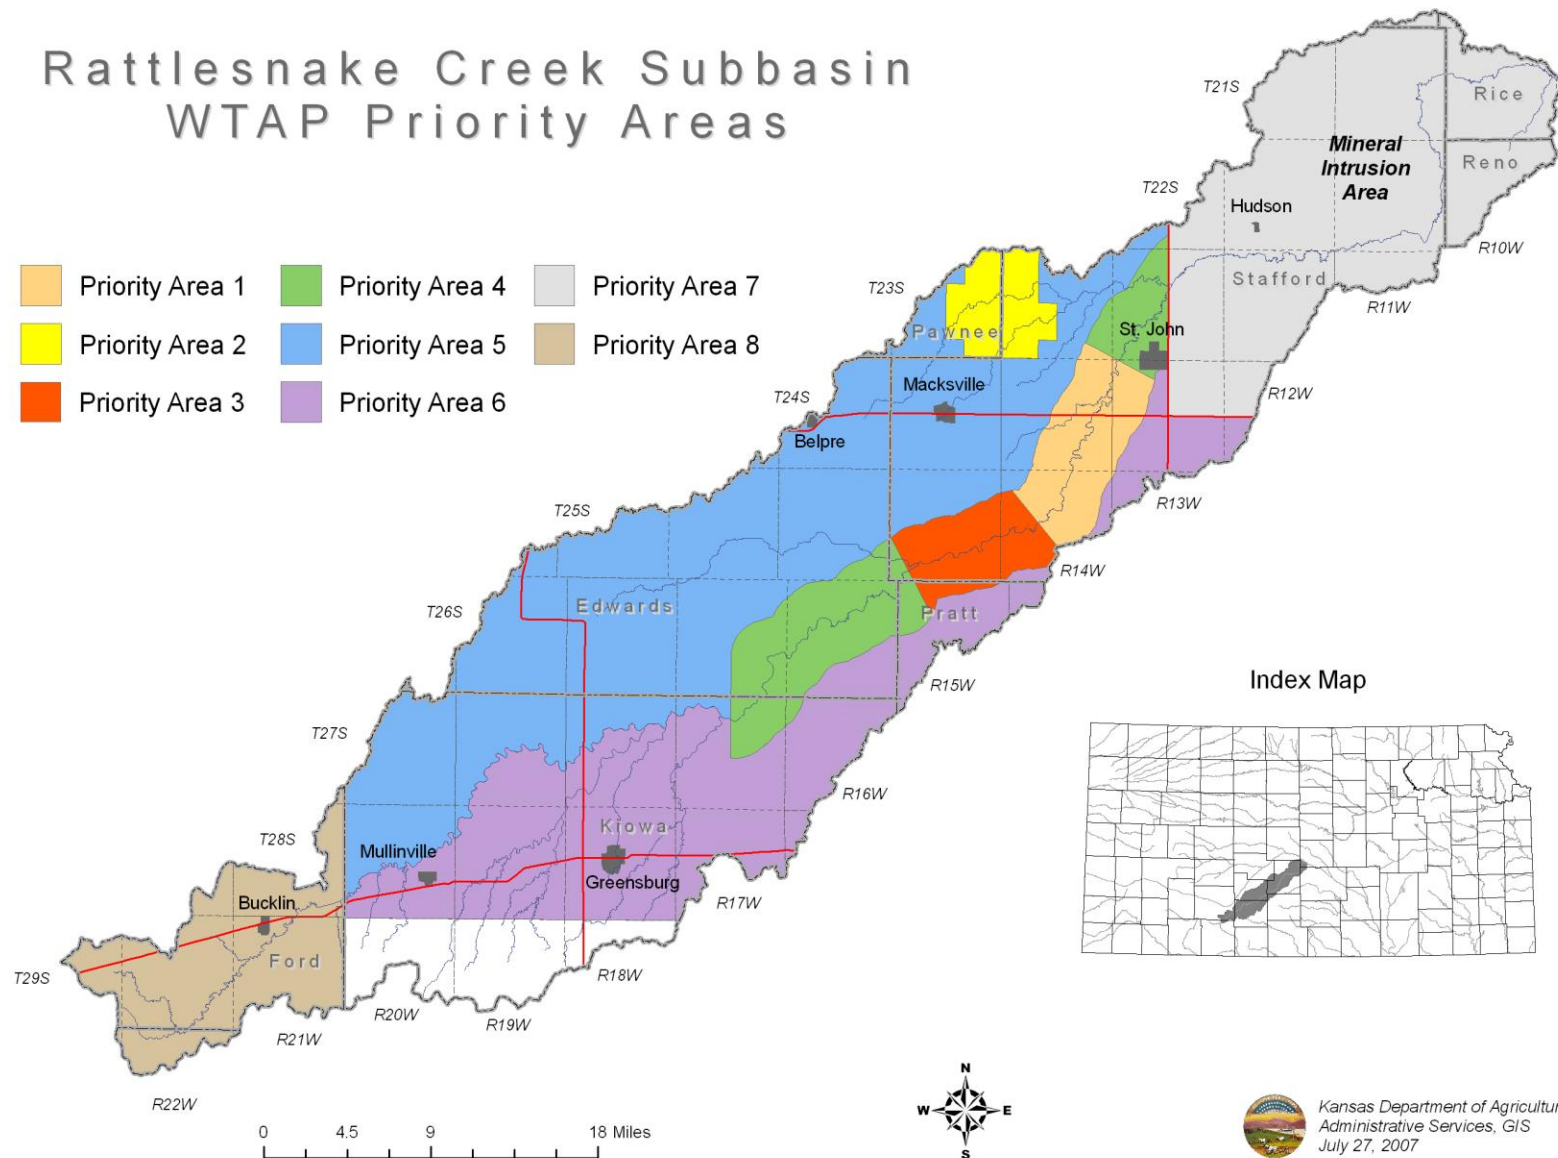 Rattlesnake Creek Subbasin
WTAP Priority Areas
Priority Area 1
Priority Area 2
Priority Area 3
Priority Area 4
Priority Area 5
Priority Area 6
Priority Area 7
Priority Area 8
T21S
T22S
T23S
T24S
T25S
T26S
T27S
T28S
T29S
R10W
R11W
R12W
R13W
R14W
R15W
R16W
R17W
R18W
R19W
R20W
R21W
R22W
Rice
Reno
Mineral
Intrusion
Area
Hudson
Stafford
St. John
Pawnee
Macksville
Belpre
Edwards
Pratt
Kiowa
Mullinville
Greensburg
Bucklin
Ford
Index Map
N
W
E
S
0 4.5 9 18 Miles
Kansas Department of Agricultur
Administrative Services, GIS
July 27, 2007